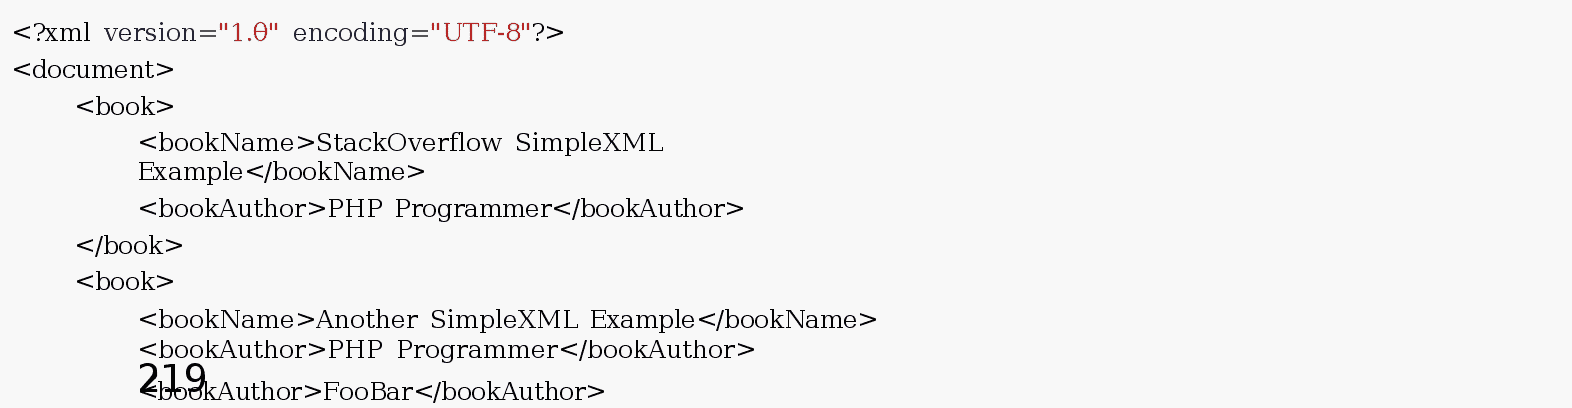 <?xml version="1.0" encoding="UTF-8"?>
<document>
<book>
<bookName>StackOverflow SimpleXML
Example</bookName>
<bookAuthor>PHP Programmer</bookAuthor>
</book>
<book>
<bookName>Another SimpleXML Example</bookName>
<bookAuthor>PHP Programmer</bookAuthor>
219
<bookAuthor>FooBar</bookAuthor>